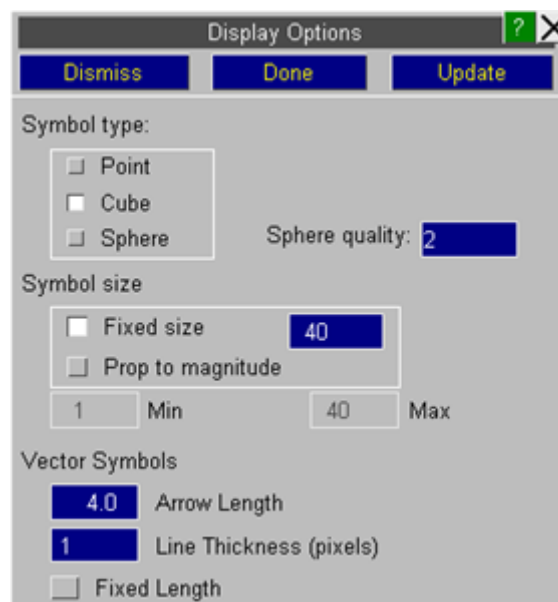 Display Options ? X
Dismiss Done Update
Symbol type:
Point
Cube
Sphere Sphere quality: 2
Symbol size
Fixed size 40
Prop to magnitude
1 Min 40 Max
Vector Symbols
4.0 Arrow Length
1 Line Thickness (pixels)
Fixed Length